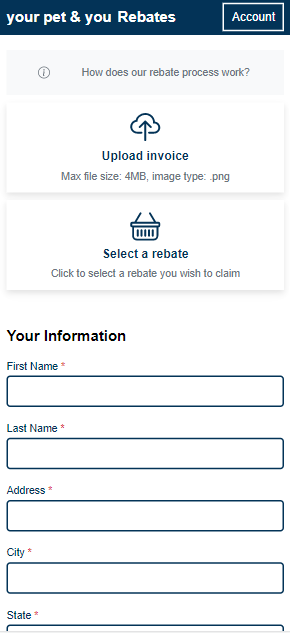 your pet & you Rebates
Account
How does our rebate process work?
Upload invoice
Max file size: 4MB, image type: .png
Select a rebate
Click to select a rebate you wish to claim
Your Information
First Name *
Last Name *
Address *
City *
State *